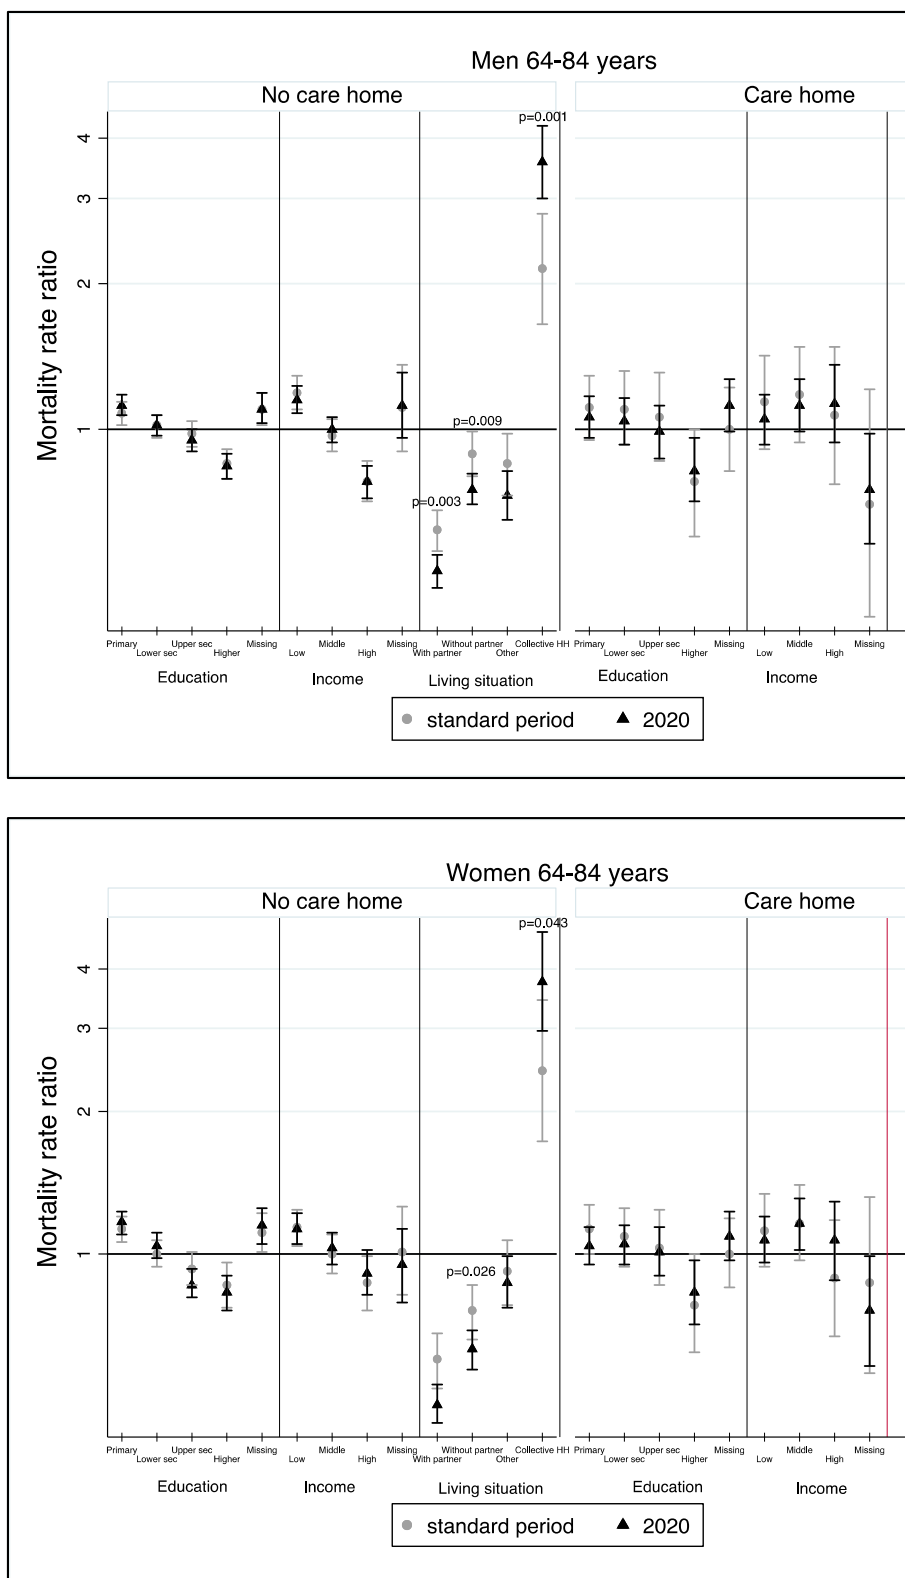 Men 64-84 years
No care home
Care home
p=0.001
4
3
2
1
Mortality rate ratio
p=0.009
p=0.003
Primary Upper sec Missing Middle Missing Without partner Collective HH Primary Upper sec Missing Middle Missing
Lower sec Higher Low High With partner Other Lower sec Higher Low High
Education Income Living situation Education Income
standard period 2020
Women 64-84 years
No care home
Care home
p=0.043
4
3
2
1
Mortality rate ratio
p=0.026
Primary Upper sec Missing Middle Missing Without partner Collective HH Primary Upper sec Missing Middle Missing
Lower sec Higher Low High With partner Other Lower sec Higher Low High
Education Income Living situation Education Income
standard period 2020